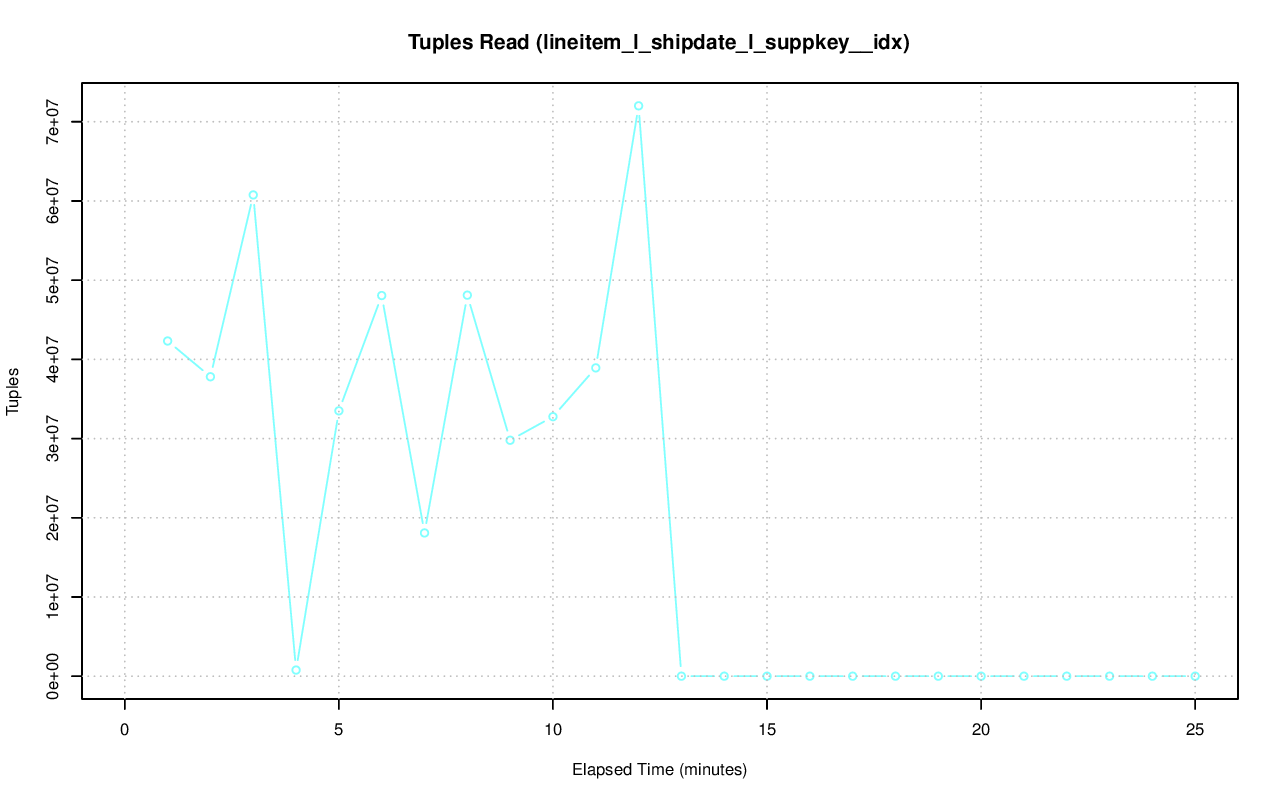 Tuples Read (lineitem_l_shipdate_l_suppkey__idx)
7e+07
6e+07
5e+07
4e+07
3e+07
2e+07
1e+07
0e+00
Tuples
0 5 10 15 20 25
Elapsed Time (minutes)